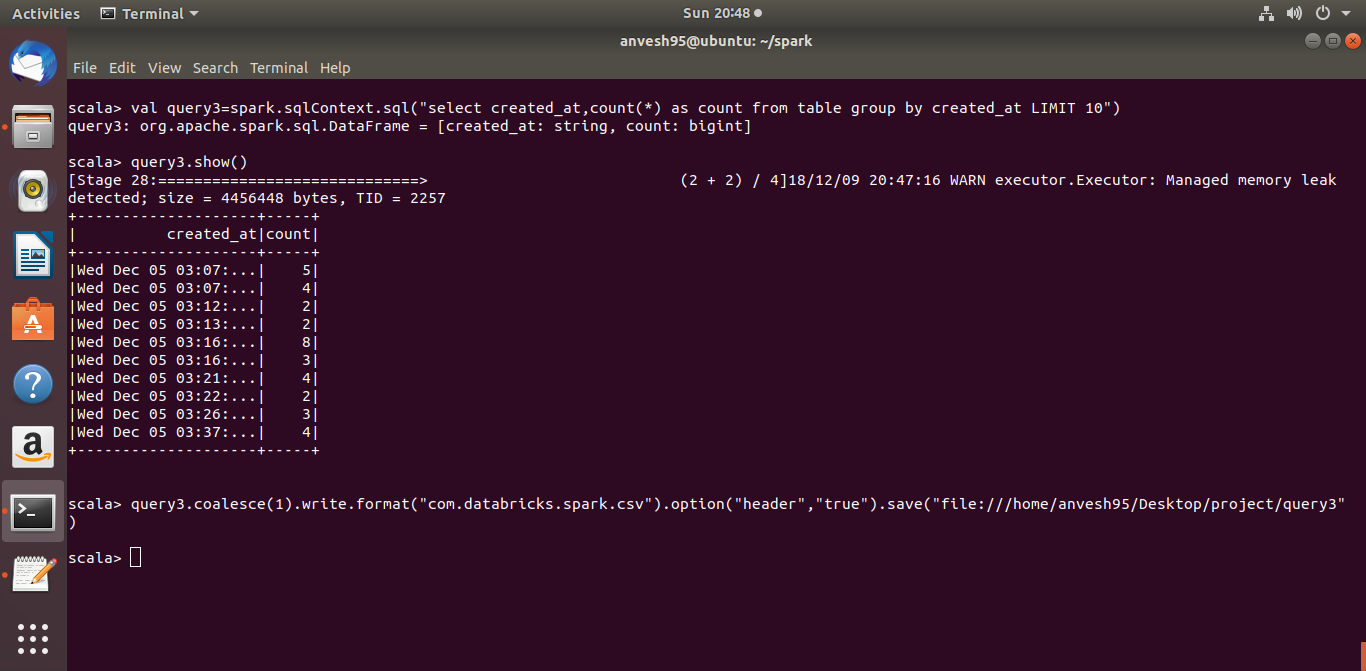 Activities Terminal Sun 20:48
anvesh95@ubuntu: ~/spark
File Edit View Search Terminal Help
scala> val query3=spark.sqlContext.sql("select created_at,count(*) as count from table group by created_at LIMIT 10")
query3: org.apache.spark.sql.DataFrame = [created_at: string, count: bigint]
scala> query3.show()
[Stage 28:=============================>                            (2 + 2) / 4]18/12/09 20:47:16 WARN executor.Executor: Managed memory leak
detected; size = 4456448 bytes, TID = 2257
+--------------------+-----+
|          created_at|count|
+--------------------+-----+
|Wed Dec 05 03:07:...|    5|
|Wed Dec 05 03:07:...|    4|
|Wed Dec 05 03:12:...|    2|
|Wed Dec 05 03:13:...|    2|
|Wed Dec 05 03:16:...|    8|
|Wed Dec 05 03:16:...|    3|
|Wed Dec 05 03:21:...|    4|
|Wed Dec 05 03:22:...|    2|
|Wed Dec 05 03:26:...|    3|
|Wed Dec 05 03:37:...|    4|
+--------------------+-----+
scala> query3.coalesce(1).write.format("com.databricks.spark.csv").option("header","true").save("file:///home/anvesh95/Desktop/project/query3"
)
scala>